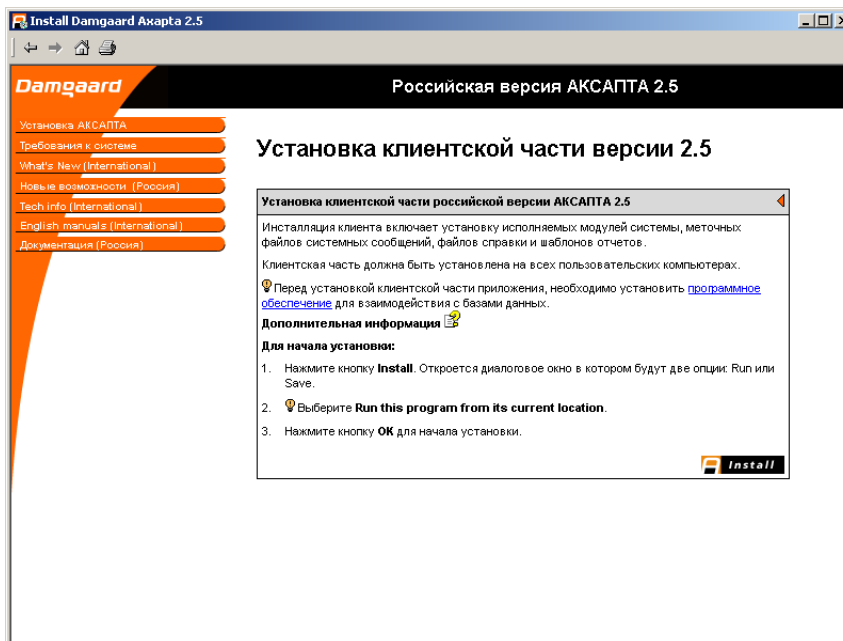 Install Damgaard Axapta 2.5
Damgaard
Российская версия АКСАПТА 2.5
Установка АКСАПТА
Требования к системе
What's New (International)
Новые возможности (Россия)
Tech info (International)
English manuals (International)
Документация (Россия)
Установка клиентской части версии 2.5
Установка клиентской части российской версии АКСАПТА 2.5
Инсталляция клиента включает установку исполняемых модулей системы, меточных
файлов системных сообщений, файлов справки и шаблонов отчетов.
Клиентская часть должна быть установлена на всех пользовательских компьютерах.
Перед установкой клиентской части приложения, необходимо установить программное
обеспечение для взаимодействия с базами данных.
Дополнительная информация
Для начала установки:
1. Нажмите кнопку Install. Откроется диалоговое окно в котором будут две опции: Run или
Save.
2. Выберите Run this program from its current location.
3. Нажмите кнопку OK для начала установки.
Install